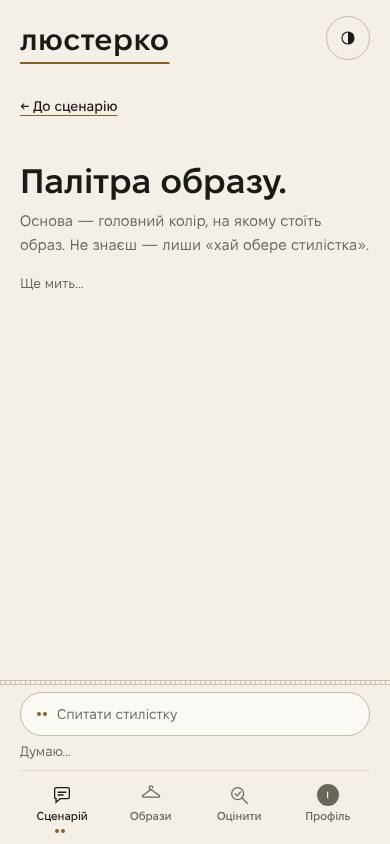 люстерко
← До сценарію
Палітра образу.
Основа — головний колір, на якому стоїть
образ. Не знаєш — лиши «хай обере стилістка».
Ще мить...
Спитати стилістку
Думаю...
Сценарій
Образи
Оцінити
І
Профіль